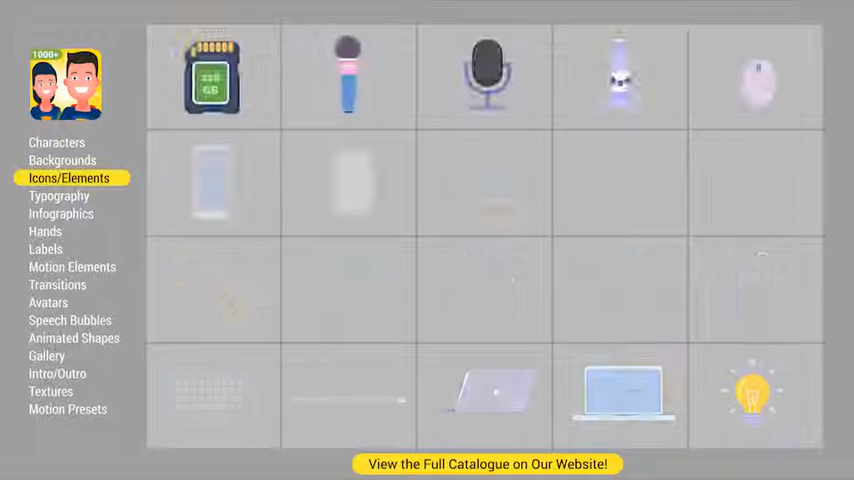 1000+
Characters
Backgrounds
Icons/Elements
Typography
Infographics
Hands
Labels
Motion Elements
Transitions
Avatars
Speech Bubbles
Animated Shapes
Gallery
Intro/Outro
Textures
Motion Presets
GB
View the Full Catalogue on Our Website!